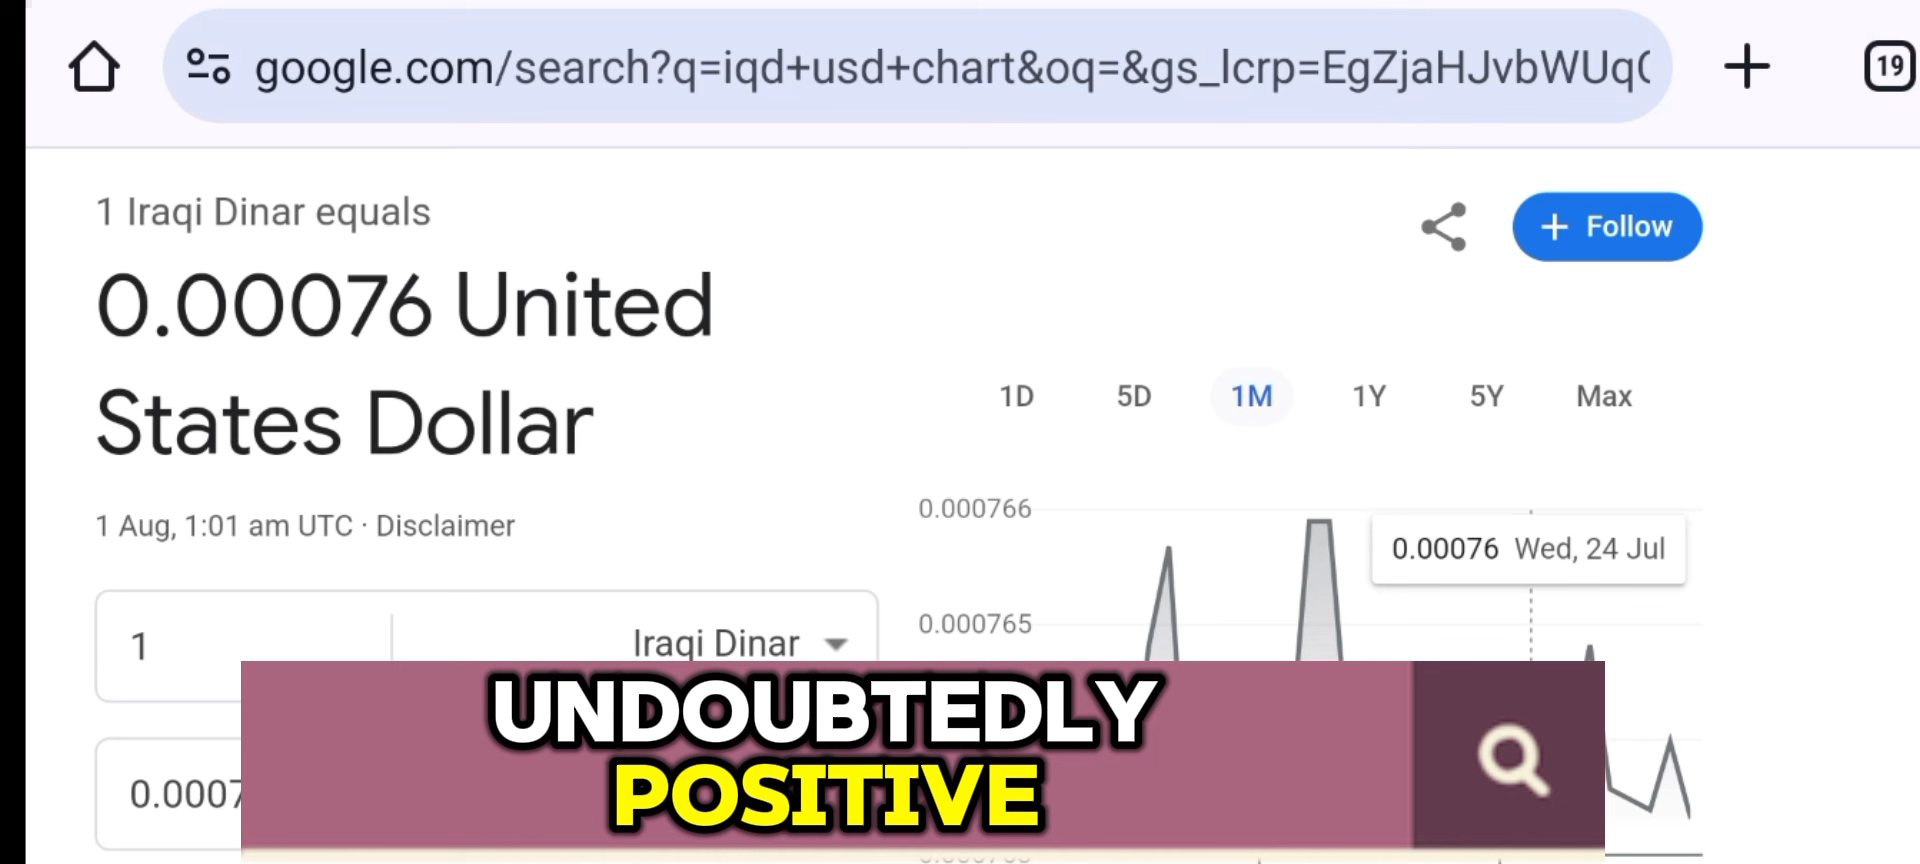 google.com/search?q=iqd+usd+chart&oq=&gs_lcrp=EgZjaHJvbWUq
19
1 Iraqi Dinar equals
Follow
0.00076 United
States Dollar
1D 5D 1M 1Y 5Y Max
1 Aug, 1:01 am UTC · Disclaimer
0.000766
0.00076 Wed, 24 Jul
0.000765
1 Iraqi Dinar
UNDOUBTEDLY
POSITIVE
0.0007